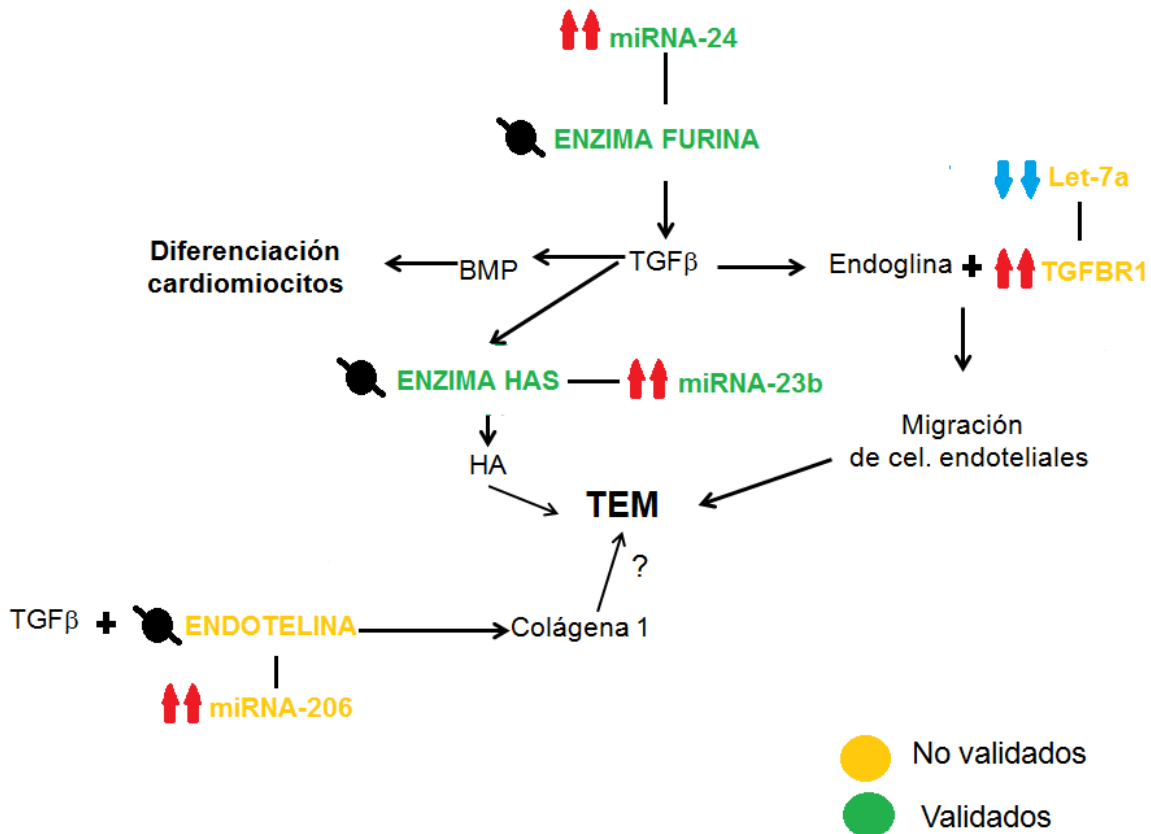 miRNA-24
ENZIMA FURINA
Let-7a
Diferenciación
cardiomiocitos
BMP
TGFβ
Endoglina + TGFBR1
ENZIMA HAS
miRNA-23b
HA
Migración
de cel. endoteliales
TEM
?
TGFβ + ENDOTELINA
Colágena 1
miRNA-206
No validados
Validados